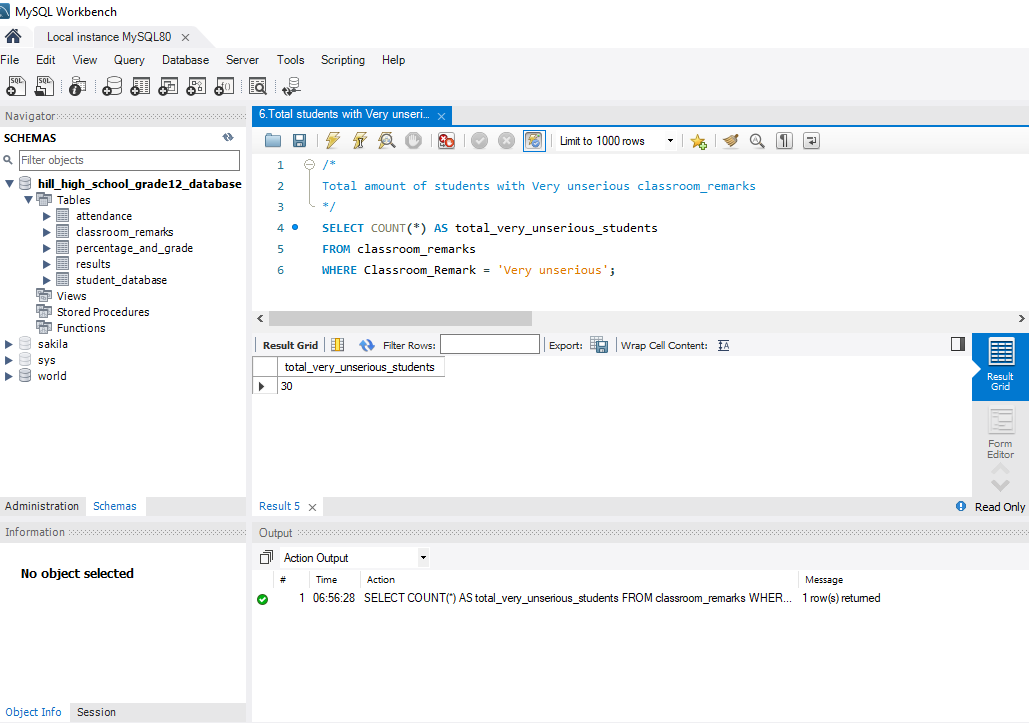 MySQL Workbench
Local instance MySQL80
File Edit View Query Database Server Tools Scripting Help
Navigator
SCHEMAS
Filter objects
hill_high_school_grade12_database
Tables
attendance
classroom_remarks
percentage_and_grade
results
student_database
Views
Stored Procedures
Functions
sakila
sys
world
Administration Schemas
Information
No object selected
Object Info Session
6.Total students with Very unseri...
Limit to 1000 rows
1 /*
2 Total amount of students with Very unserious classroom_remarks
3 */
4 SELECT COUNT(*) AS total_very_unserious_students
5 FROM classroom_remarks
6 WHERE Classroom_Remark = 'Very unserious';
Result Grid Filter Rows: Export: Wrap Cell Content:
total_very_unserious_students
30
Result
Grid
Form
Editor
Result 5
Read Only
Output
Action Output
# Time Action Message
1 06:56:28 SELECT COUNT(*) AS total_very_unserious_students FROM classroom_remarks WHER... 1 row(s) returned